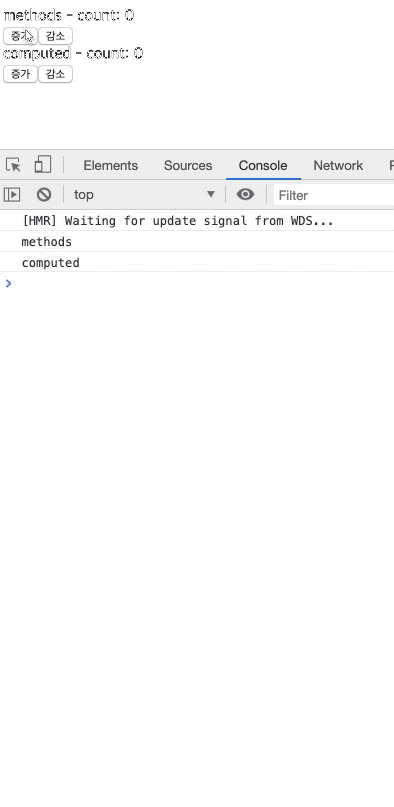 methods - count: 0
증가 감소
computed - count: 0
증가 감소
Elements Sources Console Network
top Filter
[HMR] Waiting for update signal from WDS...
methods
computed